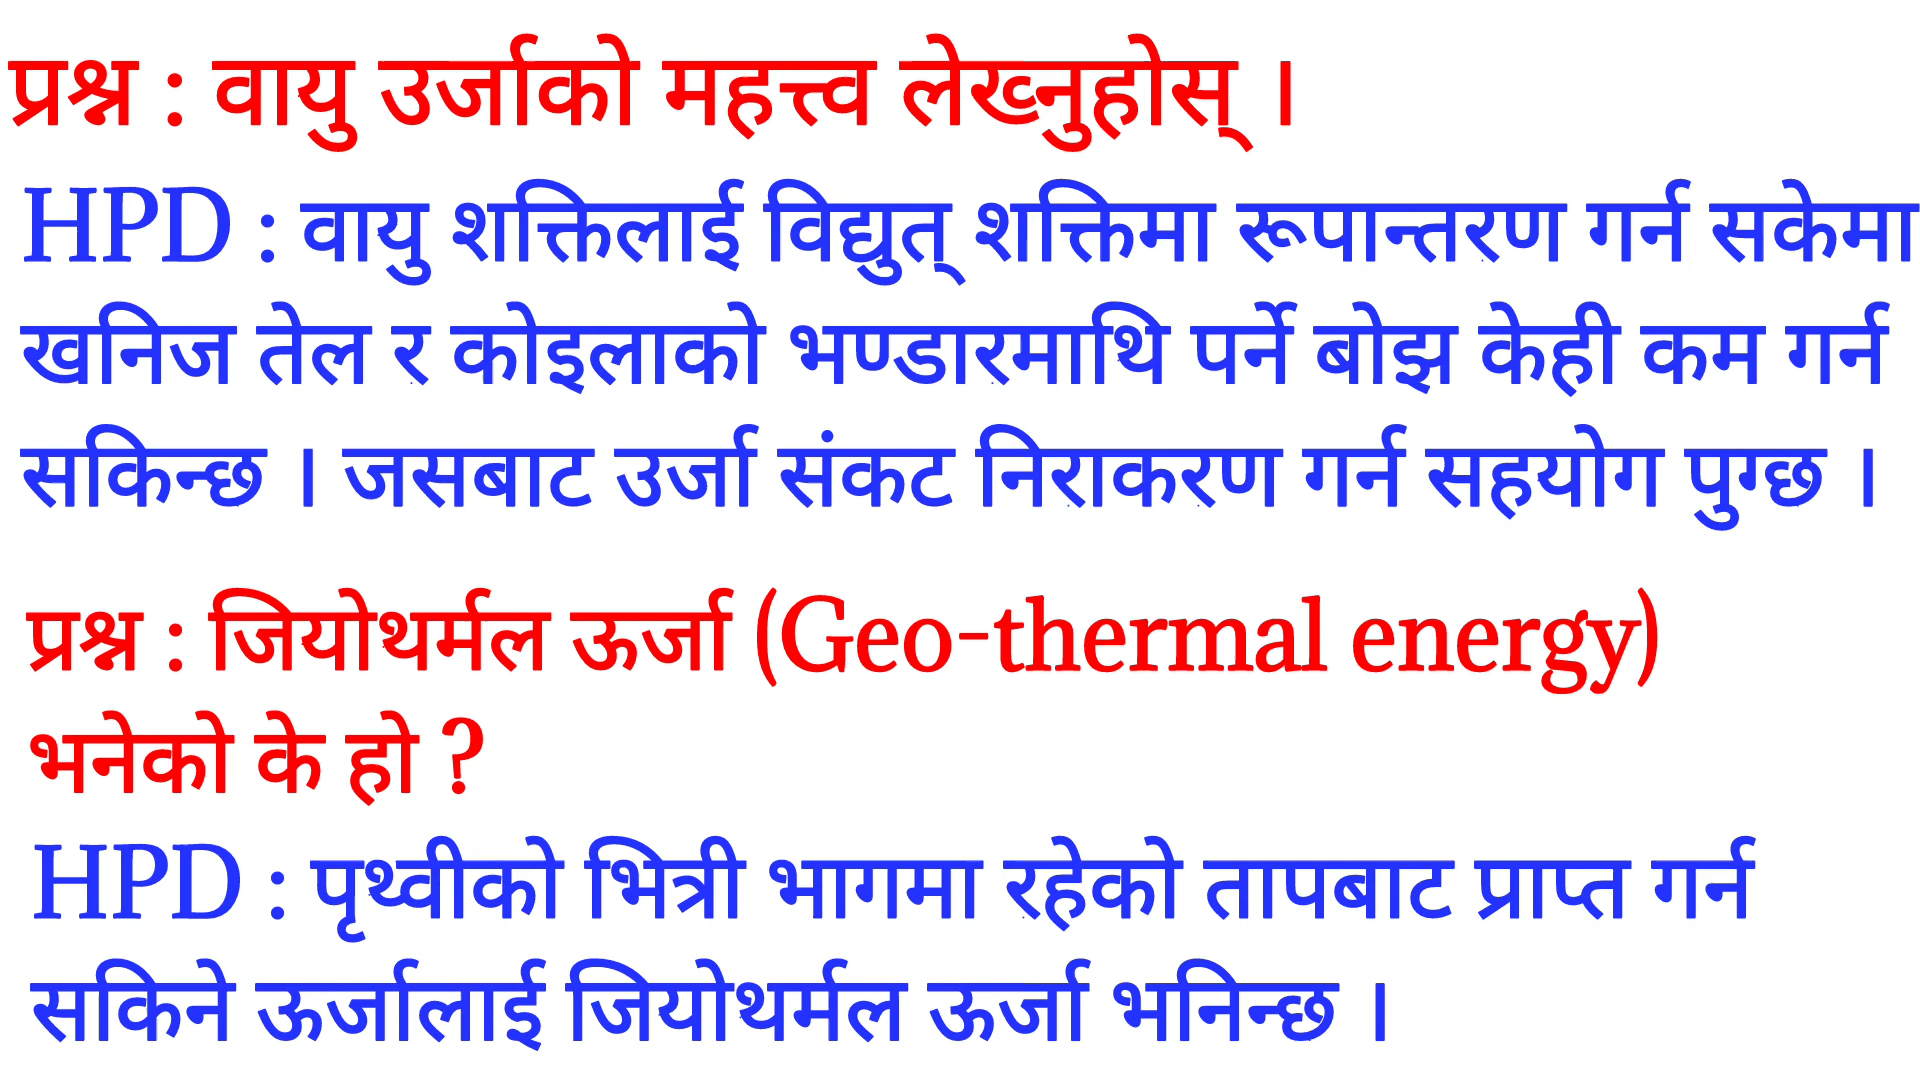 प्रश्न : वायु उर्जाको महत्त्व लेख्नुहोस् ।
HPD : वायु शक्तिलाई विद्युत् शक्तिमा रूपान्तरण गर्न सकेमा
खनिज तेल र कोइलाको भण्डारमाथि पर्ने बोझ केही कम गर्न
सकिन्छ । जसबाट उर्जा संकट निराकरण गर्न सहयोग पुग्छ ।
प्रश्न : जियोथर्मल ऊर्जा (Geo-thermal energy)
भनेको के हो ?
HPD : पृथ्वीको भित्री भागमा रहेको तापबाट प्राप्त गर्न
सकिने ऊर्जालाई जियोथर्मल ऊर्जा भनिन्छ ।